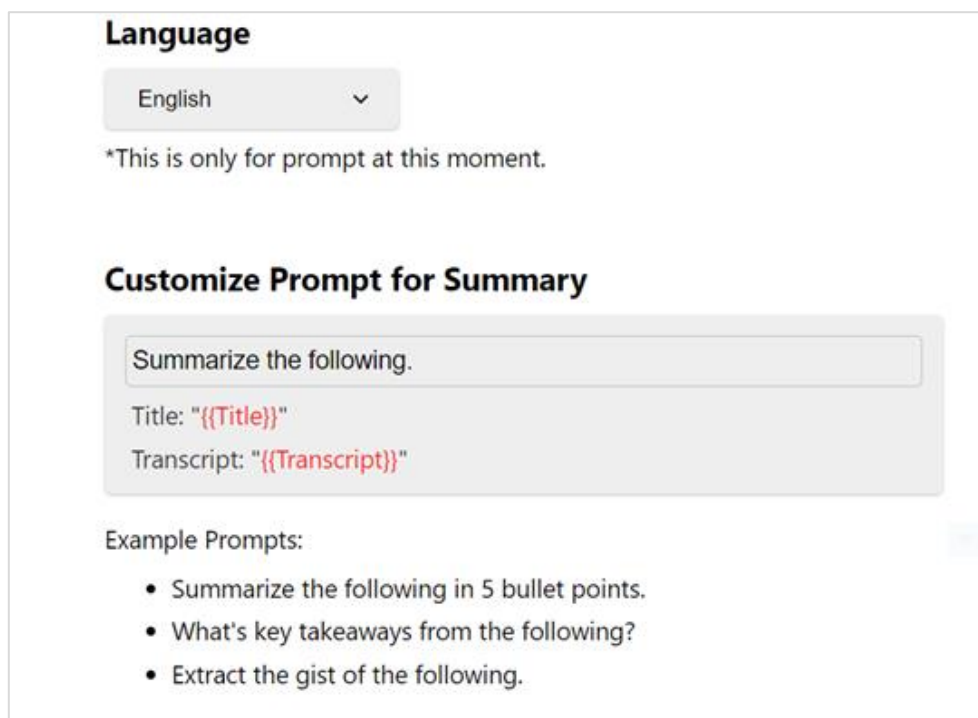 Language
English
*This is only for prompt at this moment.
Customize Prompt for Summary
Summarize the following.
Title: "{{Title}}"
Transcript: "{{Transcript}}"
Example Prompts:
• Summarize the following in 5 bullet points.
• What's key takeaways from the following?
• Extract the gist of the following.